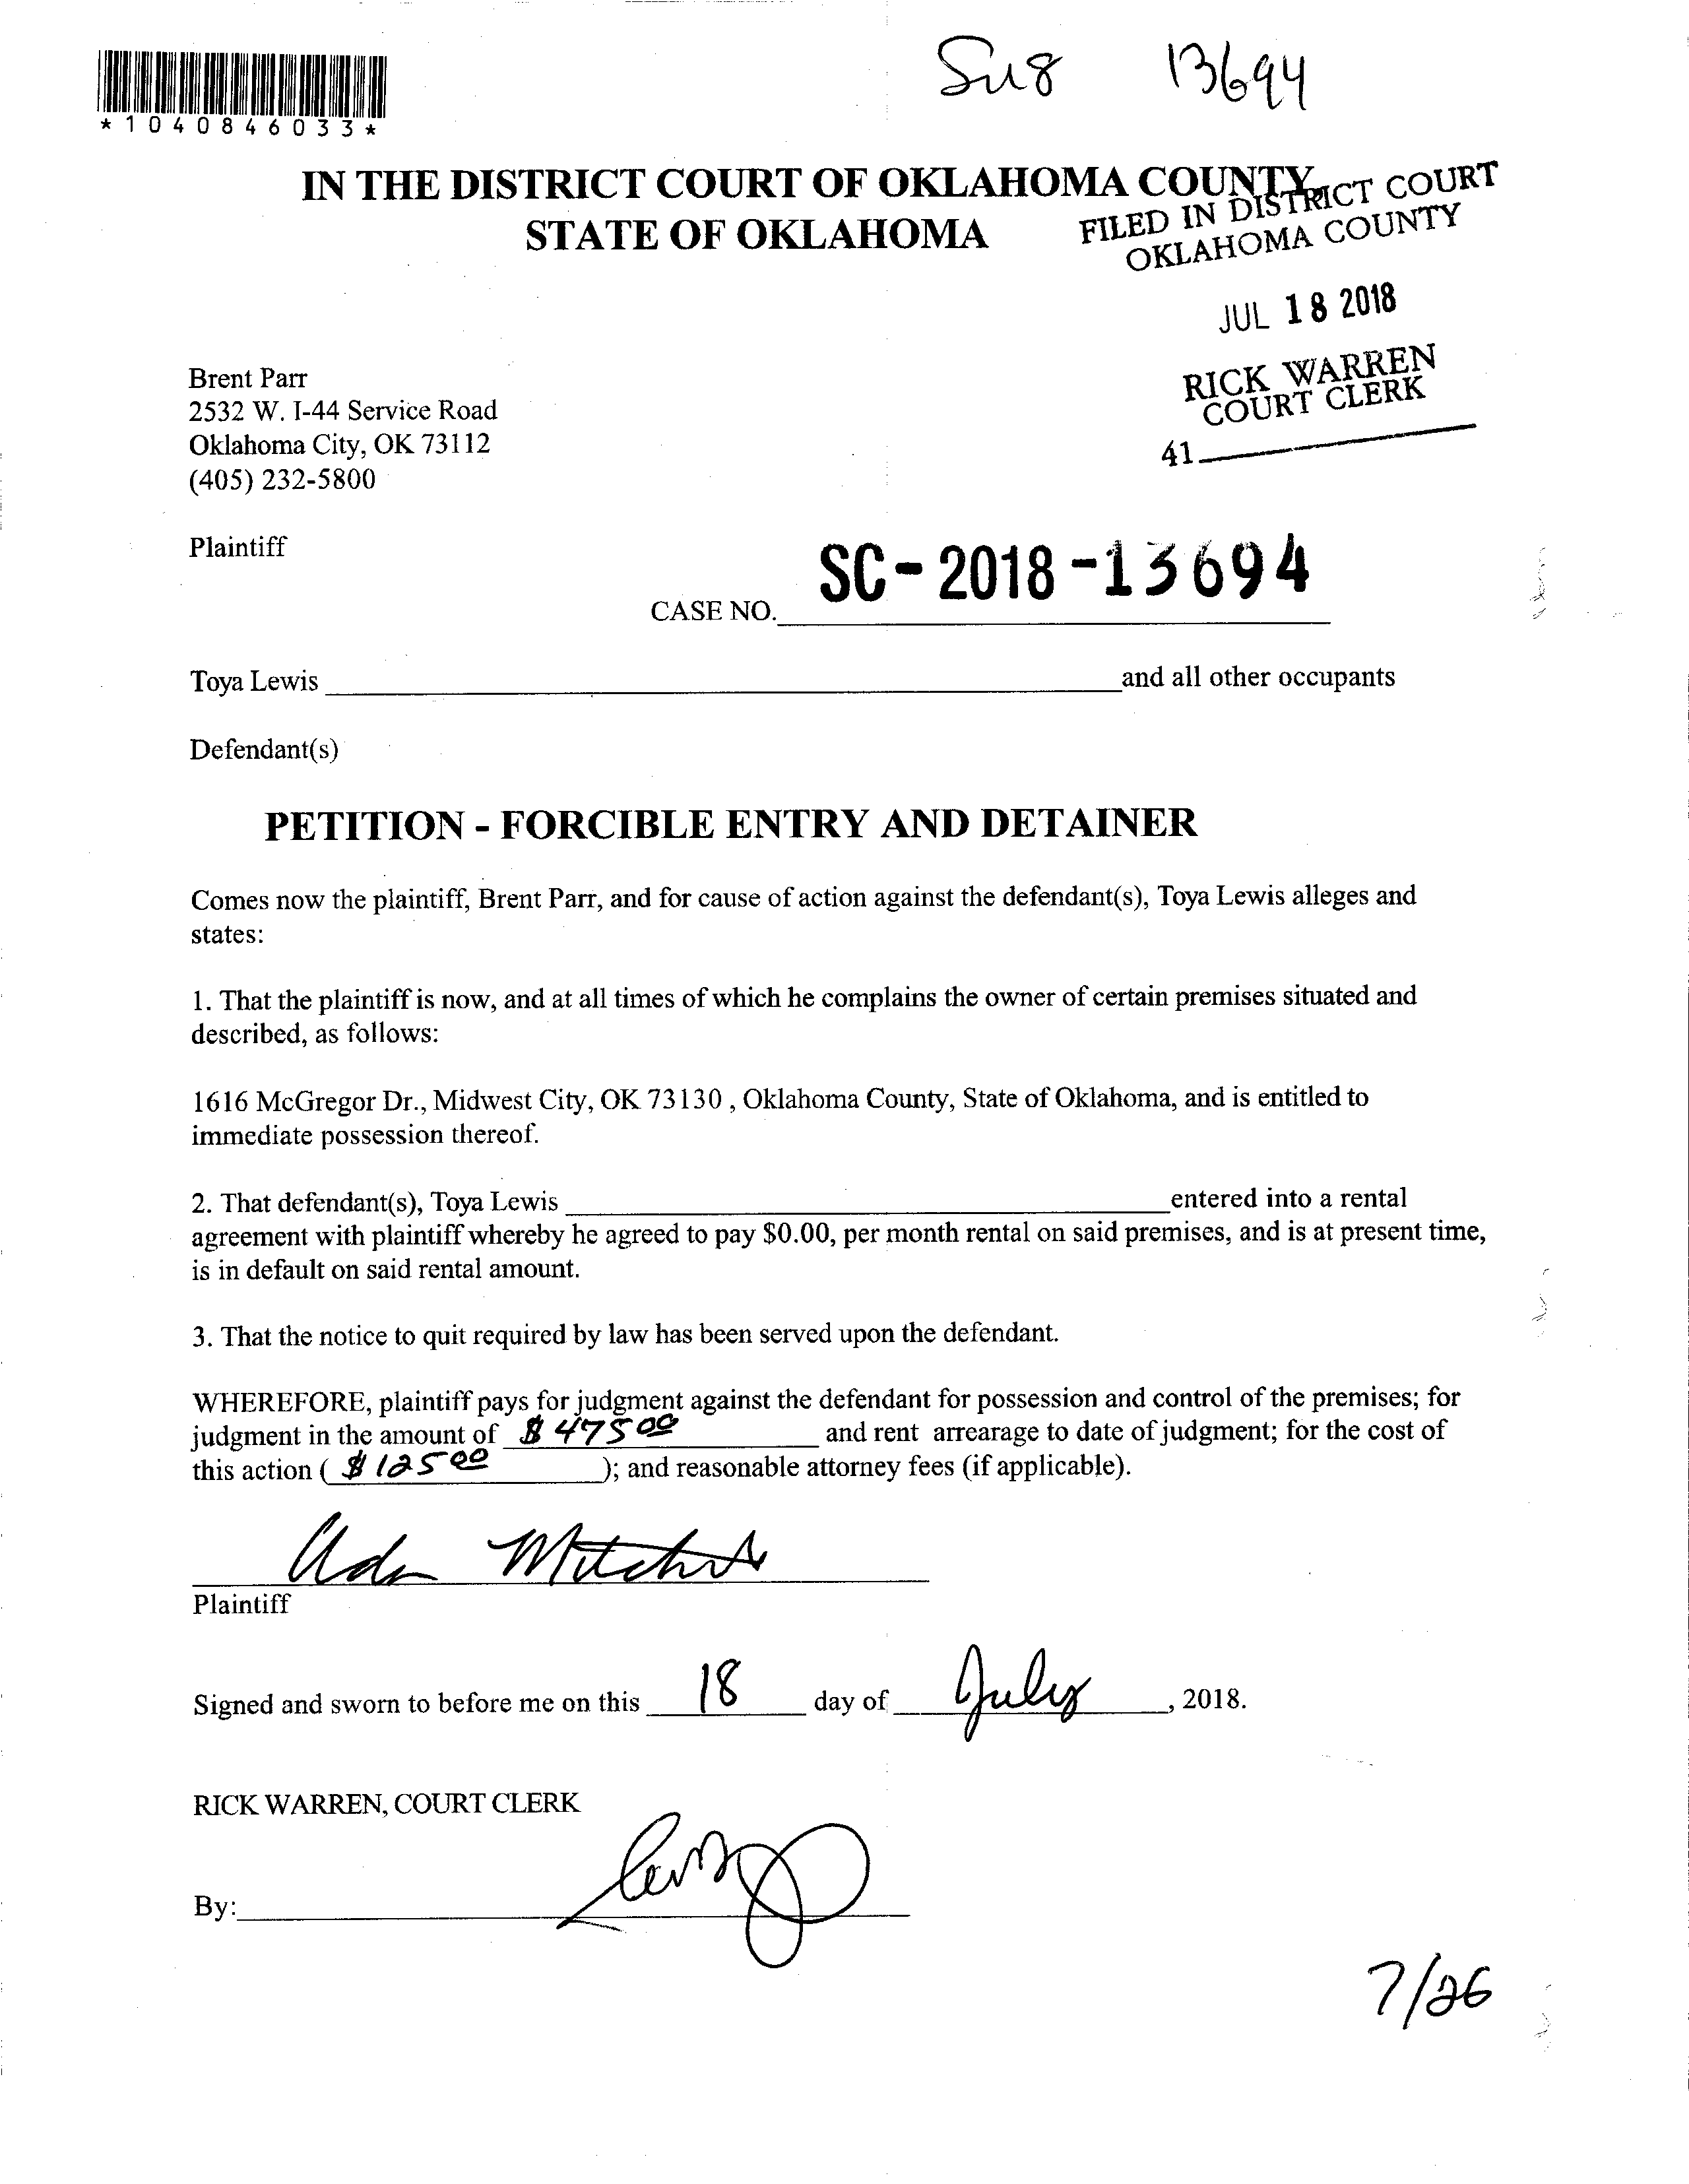 Su8 13694
*1040846033*
IN THE DISTRICT COURT OF OKLAHOMA COUNTY
STATE OF OKLAHOMA
FILED IN DISTRICT COURT
OKLAHOMA COUNTY
JUL 18 2018
RICK WARREN
COURT CLERK
41
Brent Parr
2532 W. I-44 Service Road
Oklahoma City, OK 73112
(405) 232-5800
Plaintiff
CASE NO. SC-2018-13694
Toya Lewis and all other occupants
Defendant(s)
PETITION - FORCIBLE ENTRY AND DETAINER
Comes now the plaintiff, Brent Parr, and for cause of action against the defendant(s), Toya Lewis alleges and
states:
1. That the plaintiff is now, and at all times of which he complains the owner of certain premises situated and
described, as follows:
1616 McGregor Dr., Midwest City, OK 73130 , Oklahoma County, State of Oklahoma, and is entitled to
immediate possession thereof.
2. That defendant(s), Toya Lewis entered into a rental
agreement with plaintiff whereby he agreed to pay $0.00, per month rental on said premises, and is at present time,
is in default on said rental amount.
3. That the notice to quit required by law has been served upon the defendant.
WHEREFORE, plaintiff pays for judgment against the defendant for possession and control of the premises; for
judgment in the amount of $475 00 and rent arrearage to date of judgment; for the cost of
this action ( $125 00 ); and reasonable attorney fees (if applicable).
Plaintiff
Signed and sworn to before me on this 18 day of July, 2018.
RICK WARREN, COURT CLERK
By:
7/26